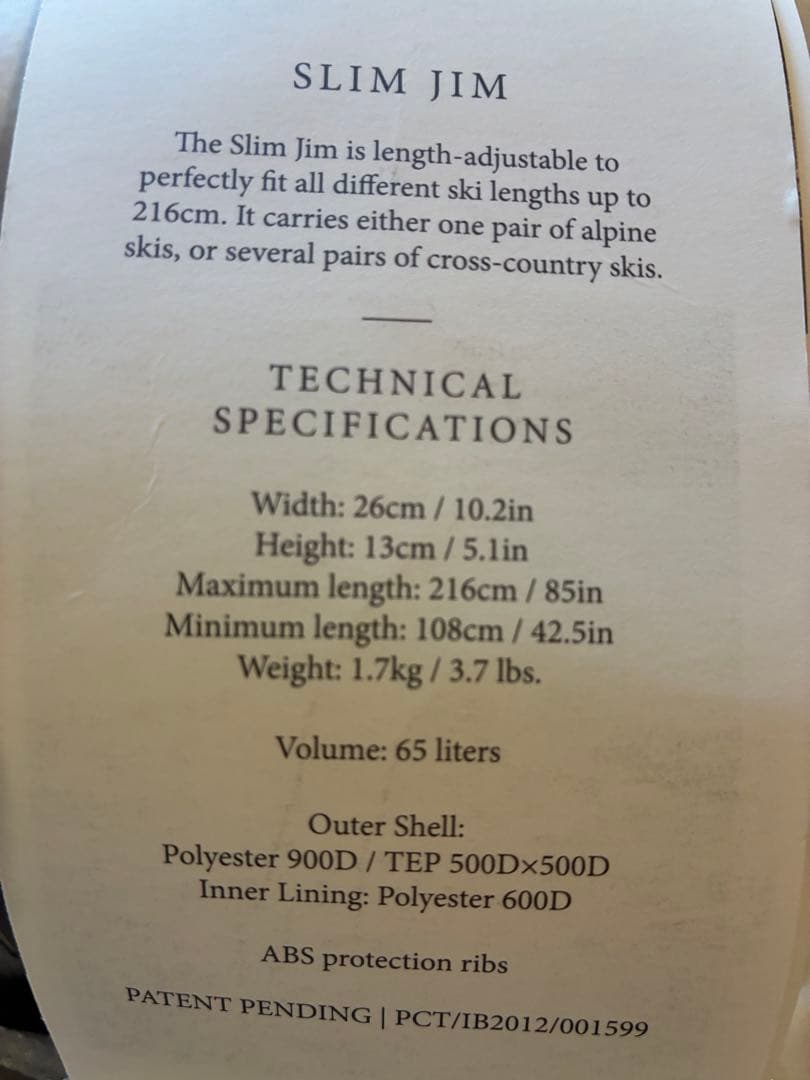 SLIM JIM
The Slim Jim is length-adjustable to
perfectly fit all different ski lengths up to
216cm. It carries either one pair of alpine
skis, or several pairs of cross-country skis.
TECHNICAL
SPECIFICATIONS
Width: 26cm / 10.2in
Height: 13cm / 5.1in
Maximum length: 216cm / 85in
Minimum length: 108cm / 42.5in
Weight: 1.7kg / 3.7 lbs.
Volume: 65 liters
Outer Shell:
Polyester 900D / TEP 500D×500D
Inner Lining: Polyester 600D
ABS protection ribs
PATENT PENDING | PCT/IB2012/001599